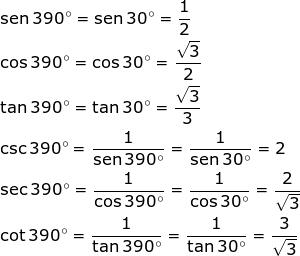 sen 390° = sen 30° = 1/2
cos 390° = cos 30° = √3/2
tan 390° = tan 30° = √3/3
csc 390° = 1/sen 390° = 1/sen 30° = 2
sec 390° = 1/cos 390° = 1/cos 30° = 2/√3
cot 390° = 1/tan 390° = 1/tan 30° = 3/√3